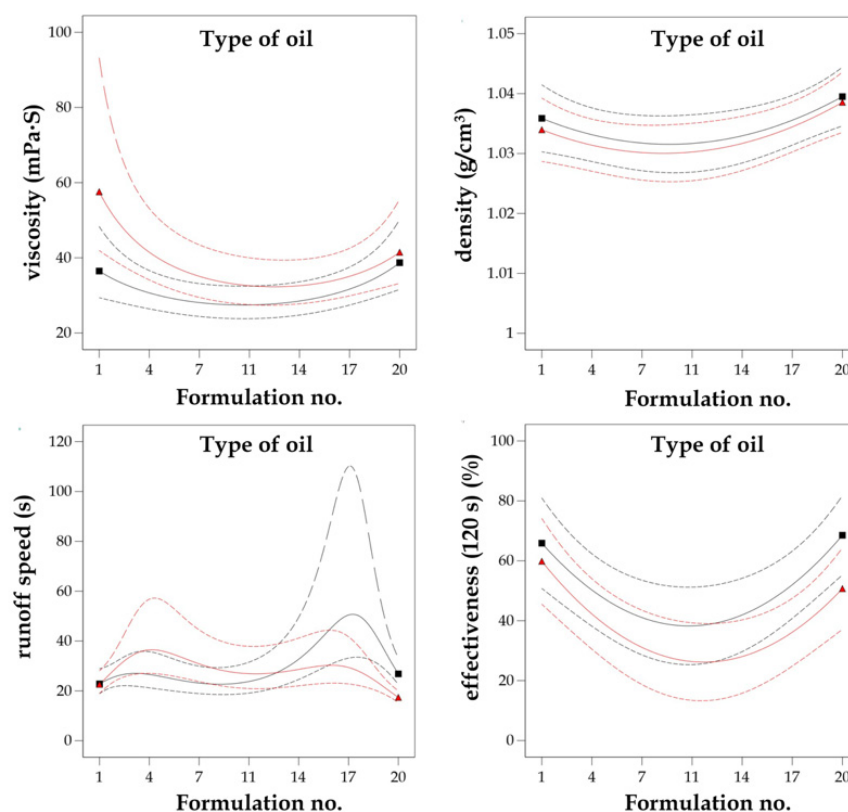 Type of oil
100
80
60
40
20
viscosity (mPa·S)
1 4 7 11 14 17 20
Formulation no.
Type of oil
1.05
1.04
1.03
1.02
1.01
1
density (g/cm³)
1 4 7 11 14 17 20
Formulation no.
Type of oil
120
100
80
60
40
20
0
runoff speed (s)
1 4 7 11 14 17 20
Formulation no.
Type of oil
100
80
60
40
20
0
effectiveness (120 s) (%)
1 4 7 11 14 17 20
Formulation no.